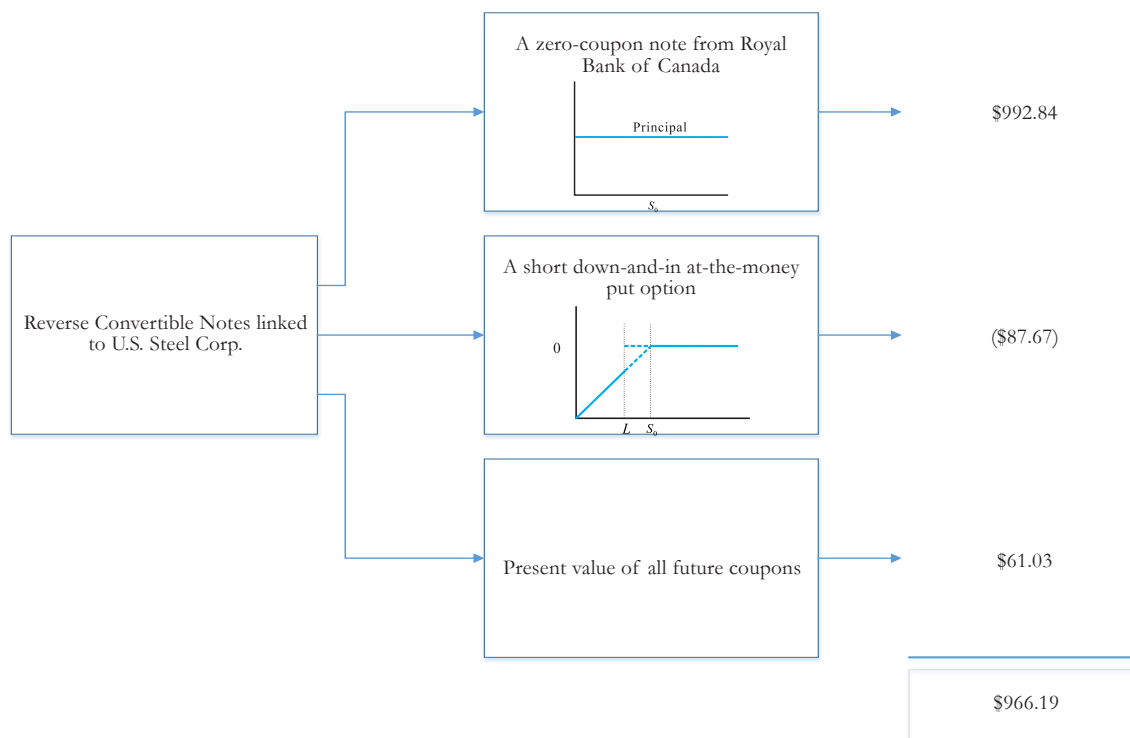 A zero-coupon note from Royal
Bank of Canada
Principal
S₀
$992.84
Reverse Convertible Notes linked
to U.S. Steel Corp.
A short down-and-in at-the-money
put option
0
L S₀
($87.67)
Present value of all future coupons
$61.03
$966.19